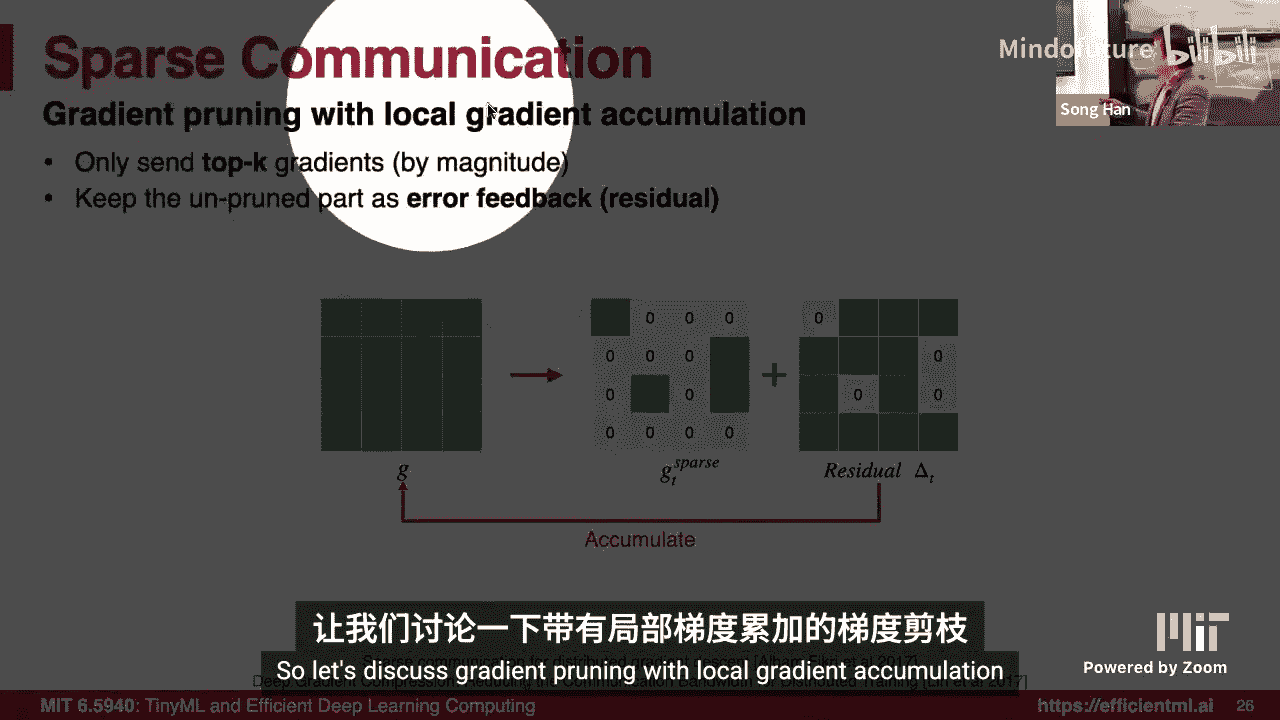 Sparse Communication
Mindofuture bilibili
Gradient pruning with local gradient accumulation
Song Han
• Only send top-k gradients (by magnitude)
• Keep the un-pruned part as error feedback (residual)
0 0 0 0
0 0 0 0
0 0 0 0
0 0 0 0
+
g
g_t^sparse
Residual Δ_t
Accumulate
让我们讨论一下带有局部梯度累加的梯度剪枝
So let's discuss gradient pruning with local gradient accumulation
MIT
Powered by Zoom
MIT 6.5940: TinyML and Efficient Deep Learning Computing
https://efficientml.ai 26